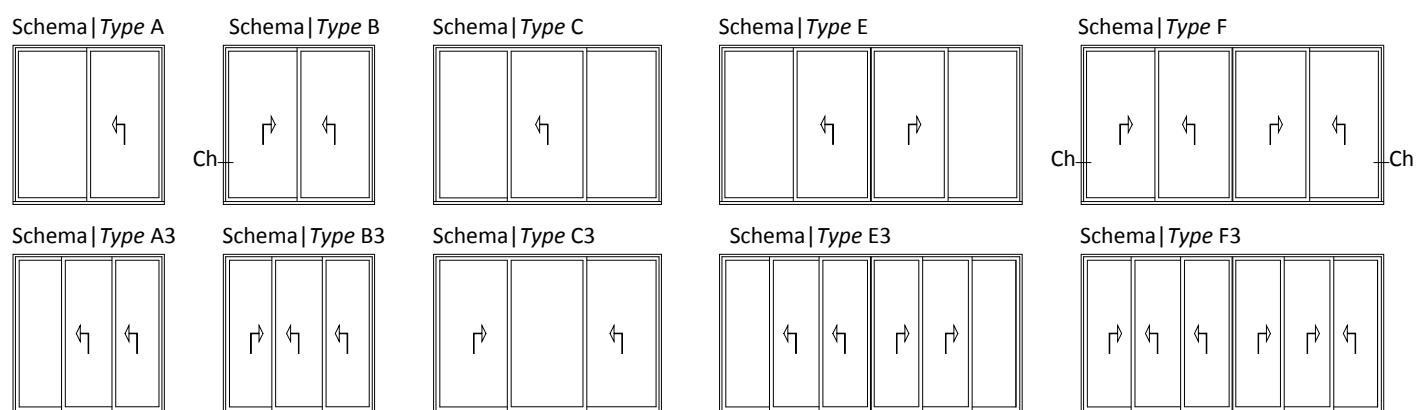 Schema|Type A
Schema|Type B
Schema|Type C
Schema|Type E
Schema|Type F
Ch
Ch
Ch
Schema|Type A3
Schema|Type B3
Schema|Type C3
Schema|Type E3
Schema|Type F3